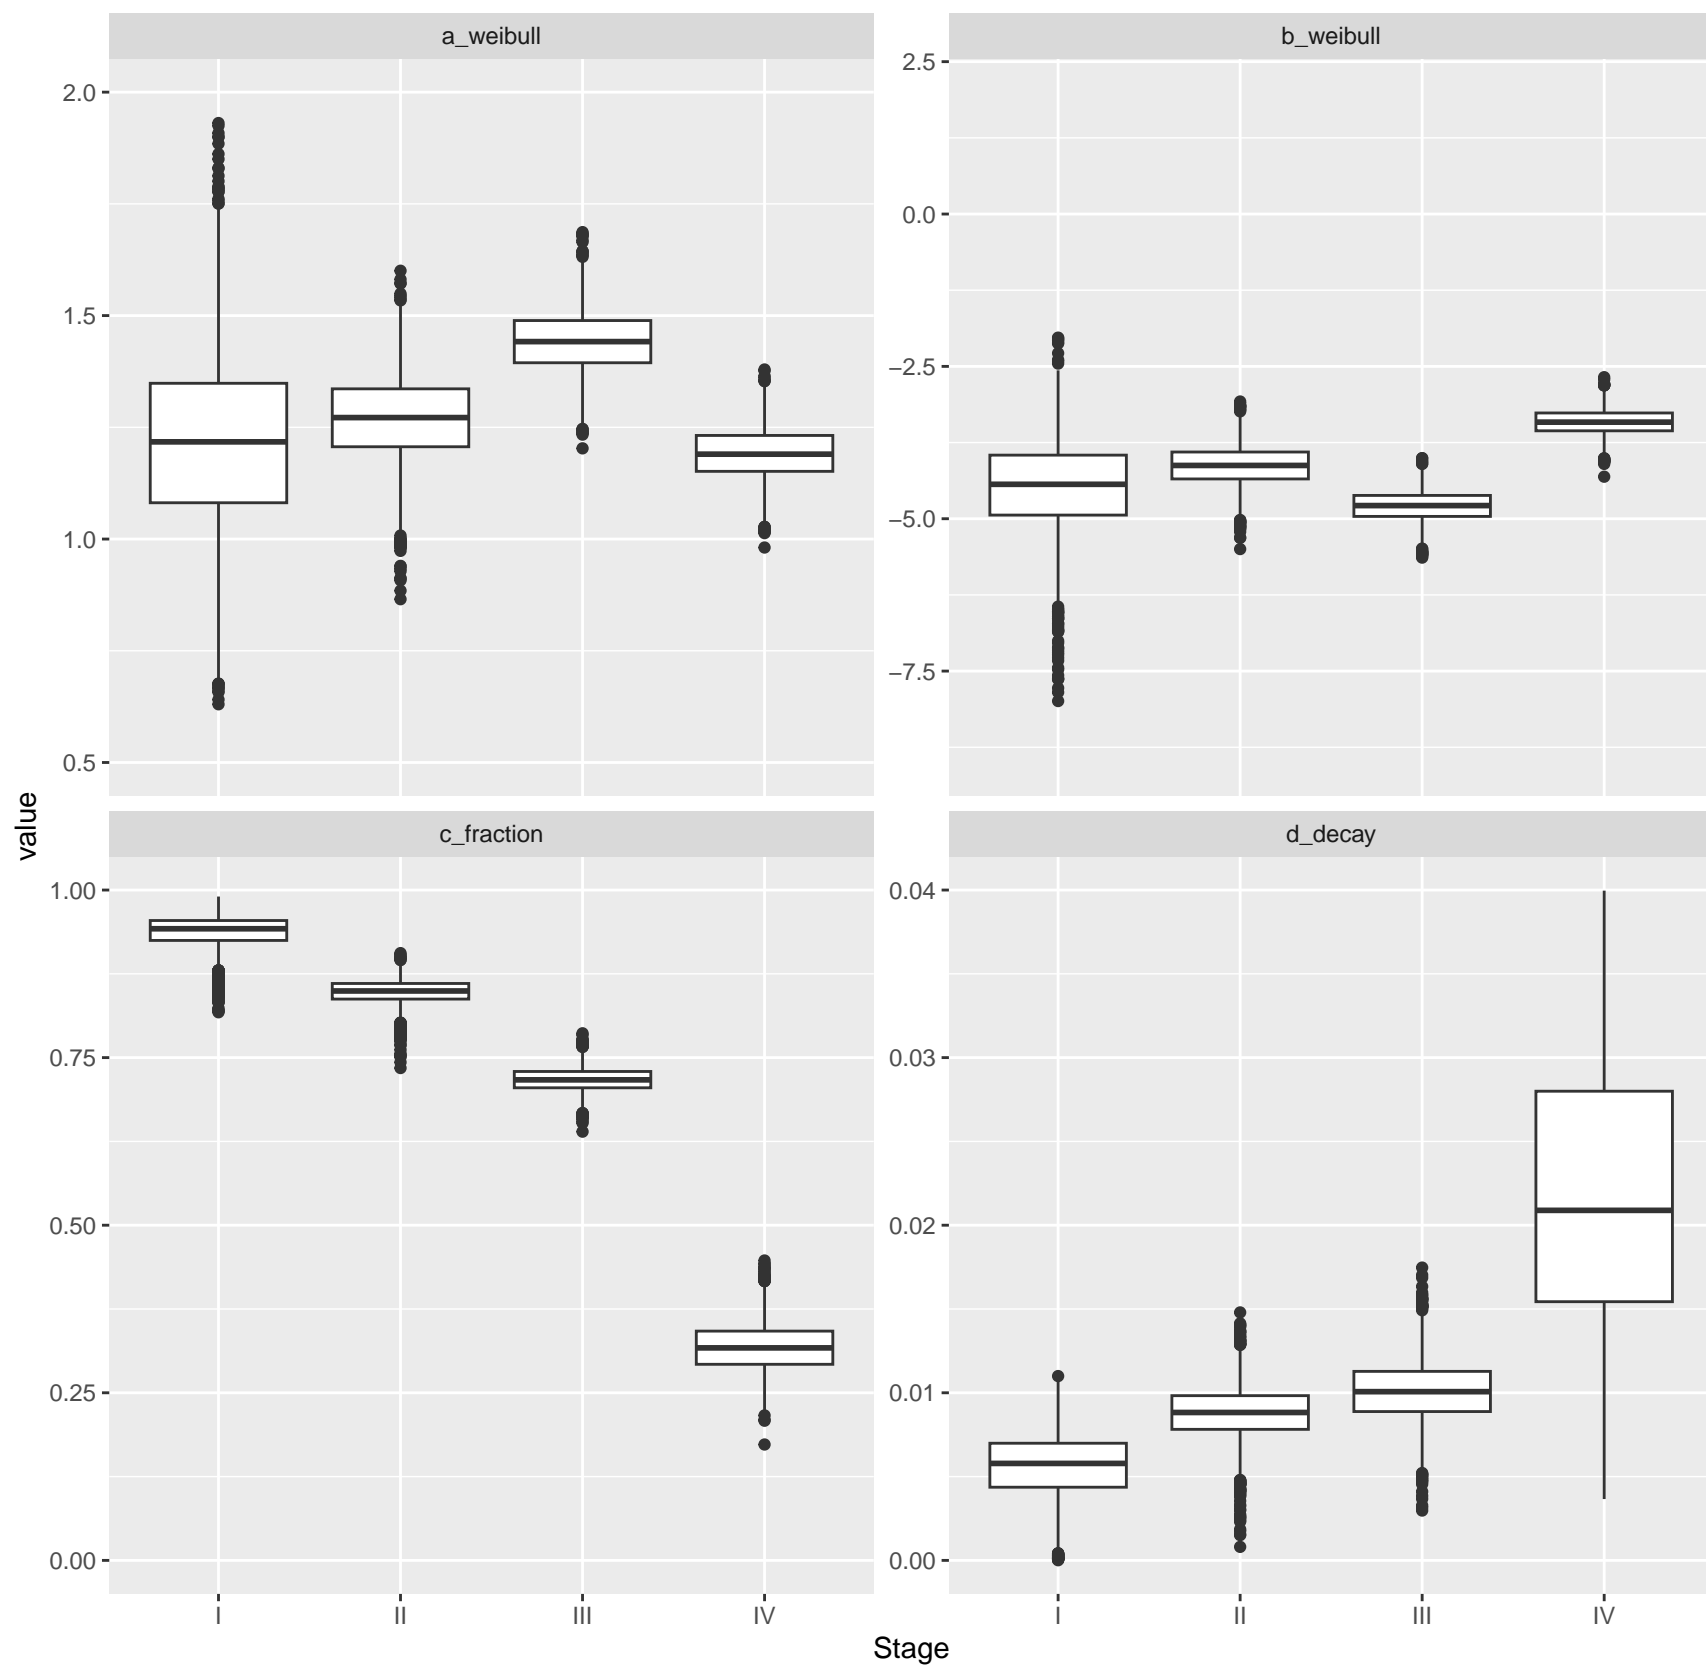 a_weibull
b_weibull
2.0
1.5
1.0
0.5
2.5
0.0
−2.5
−5.0
−7.5
value
c_fraction
d_decay
1.00
0.75
0.50
0.25
0.00
0.04
0.03
0.02
0.01
0.00
I II III IV
I II III IV
Stage